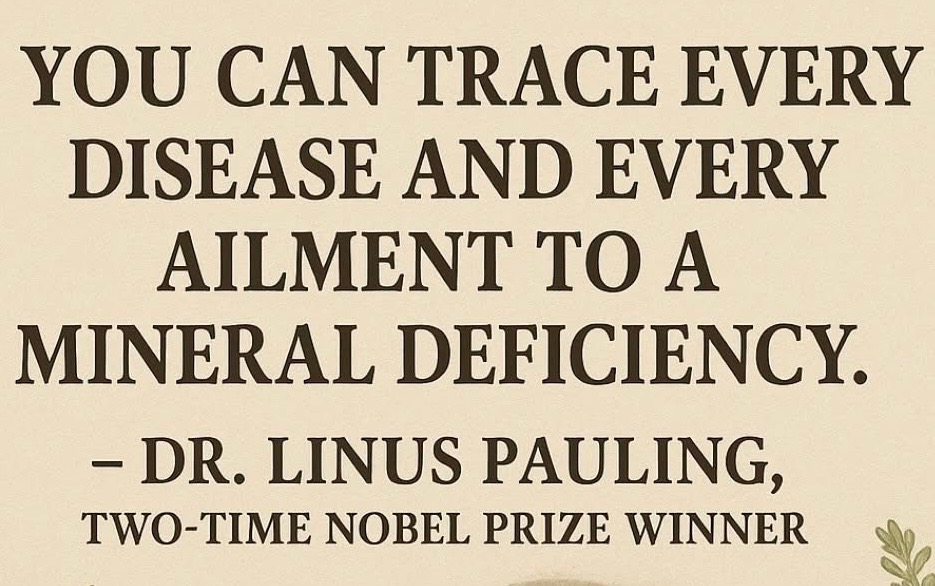 YOU CAN TRACE EVERY
DISEASE AND EVERY
AILMENT TO A
MINERAL DEFICIENCY.
– DR. LINUS PAULING,
TWO-TIME NOBEL PRIZE WINNER